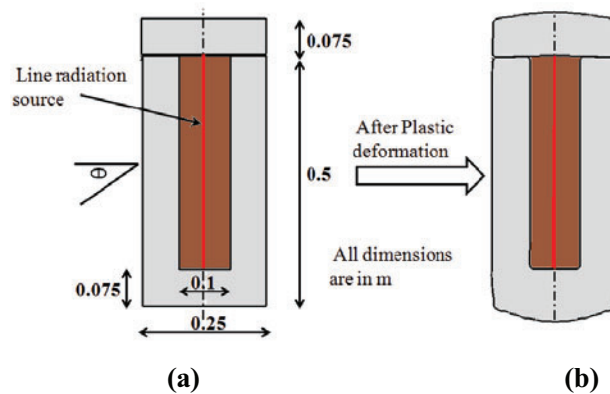 0.075
Line radiation
source
After Plastic
deformation
Θ
0.5
All dimensions
are in m
0.075
0.1
0.25
(a)
(b)